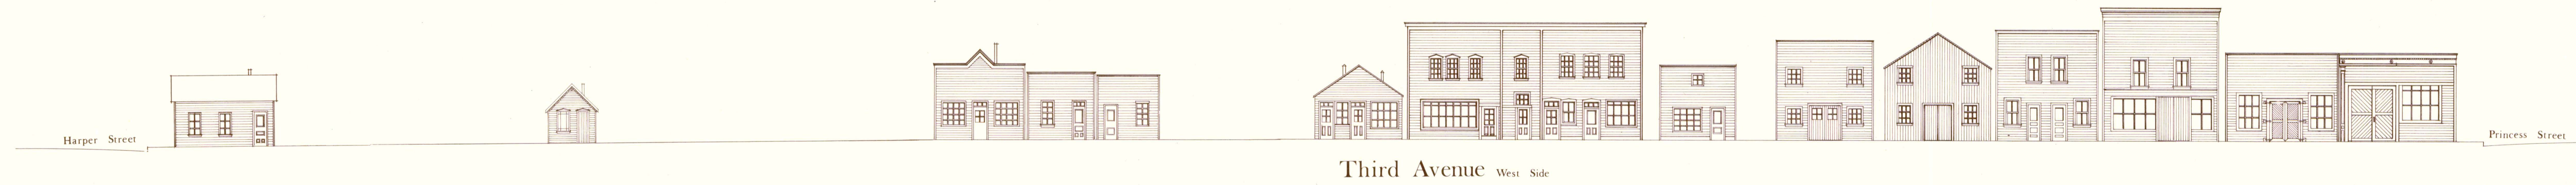 Harper Street
Princess Street
Third Avenue West Side